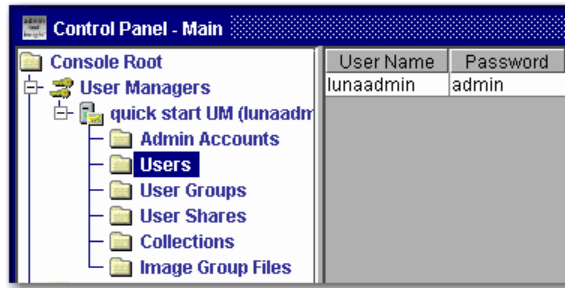 Control Panel - Main
Console Root
User Managers
quick start UM (lunaadm
Admin Accounts
Users
User Groups
User Shares
Collections
Image Group Files
User Name Password
lunaadmin admin